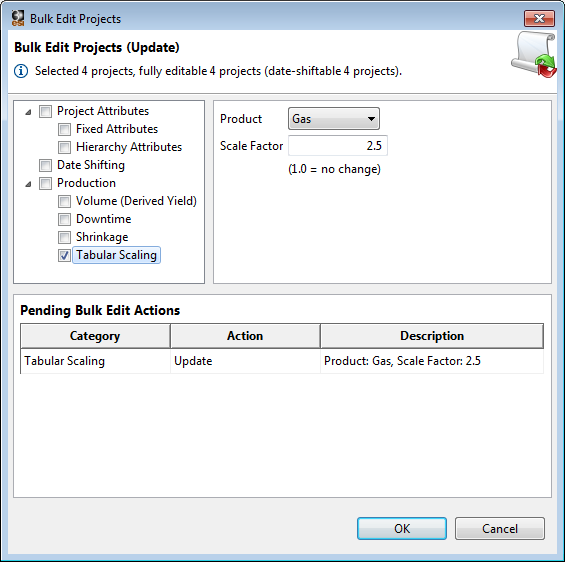 esi Bulk Edit Projects
Bulk Edit Projects (Update)
Selected 4 projects, fully editable 4 projects (date-shiftable 4 projects).
Project Attributes
Fixed Attributes
Hierarchy Attributes
Date Shifting
Production
Volume (Derived Yield)
Downtime
Shrinkage
Tabular Scaling
Product Gas
Scale Factor 2.5
(1.0 = no change)
Pending Bulk Edit Actions
Category Action Description
Tabular Scaling Update Product: Gas, Scale Factor: 2.5
OK Cancel